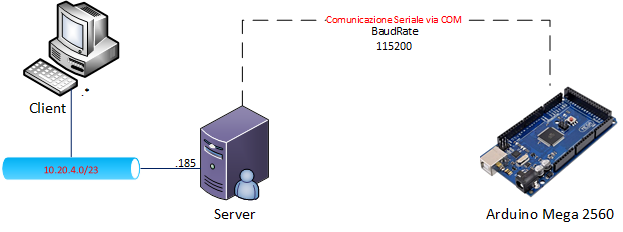 Comunicazione Seriale via COM
BaudRate
115200
Client
.*
10.20.4.0/23
.185
Server
Arduino Mega 2560